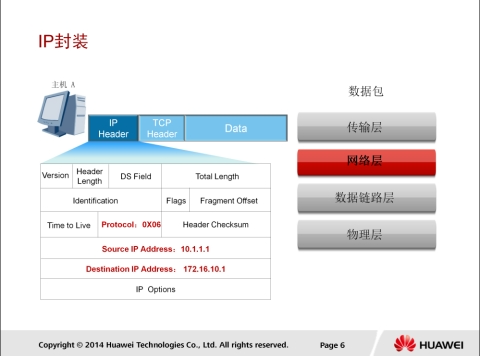 IP封装
主机 A
IP
Header
TCP
Header
Data
Version
Header
Length
DS Field
Total Length
Identification
Flags
Fragment Offset
Time to Live
Protocol：0X06
Header Checksum
Source IP Address：10.1.1.1
Destination IP Address：172.16.10.1
IP Options
数据包
传输层
网络层
数据链路层
物理层
Copyright © 2014 Huawei Technologies Co., Ltd. All rights reserved.
Page 6
HUAWEI